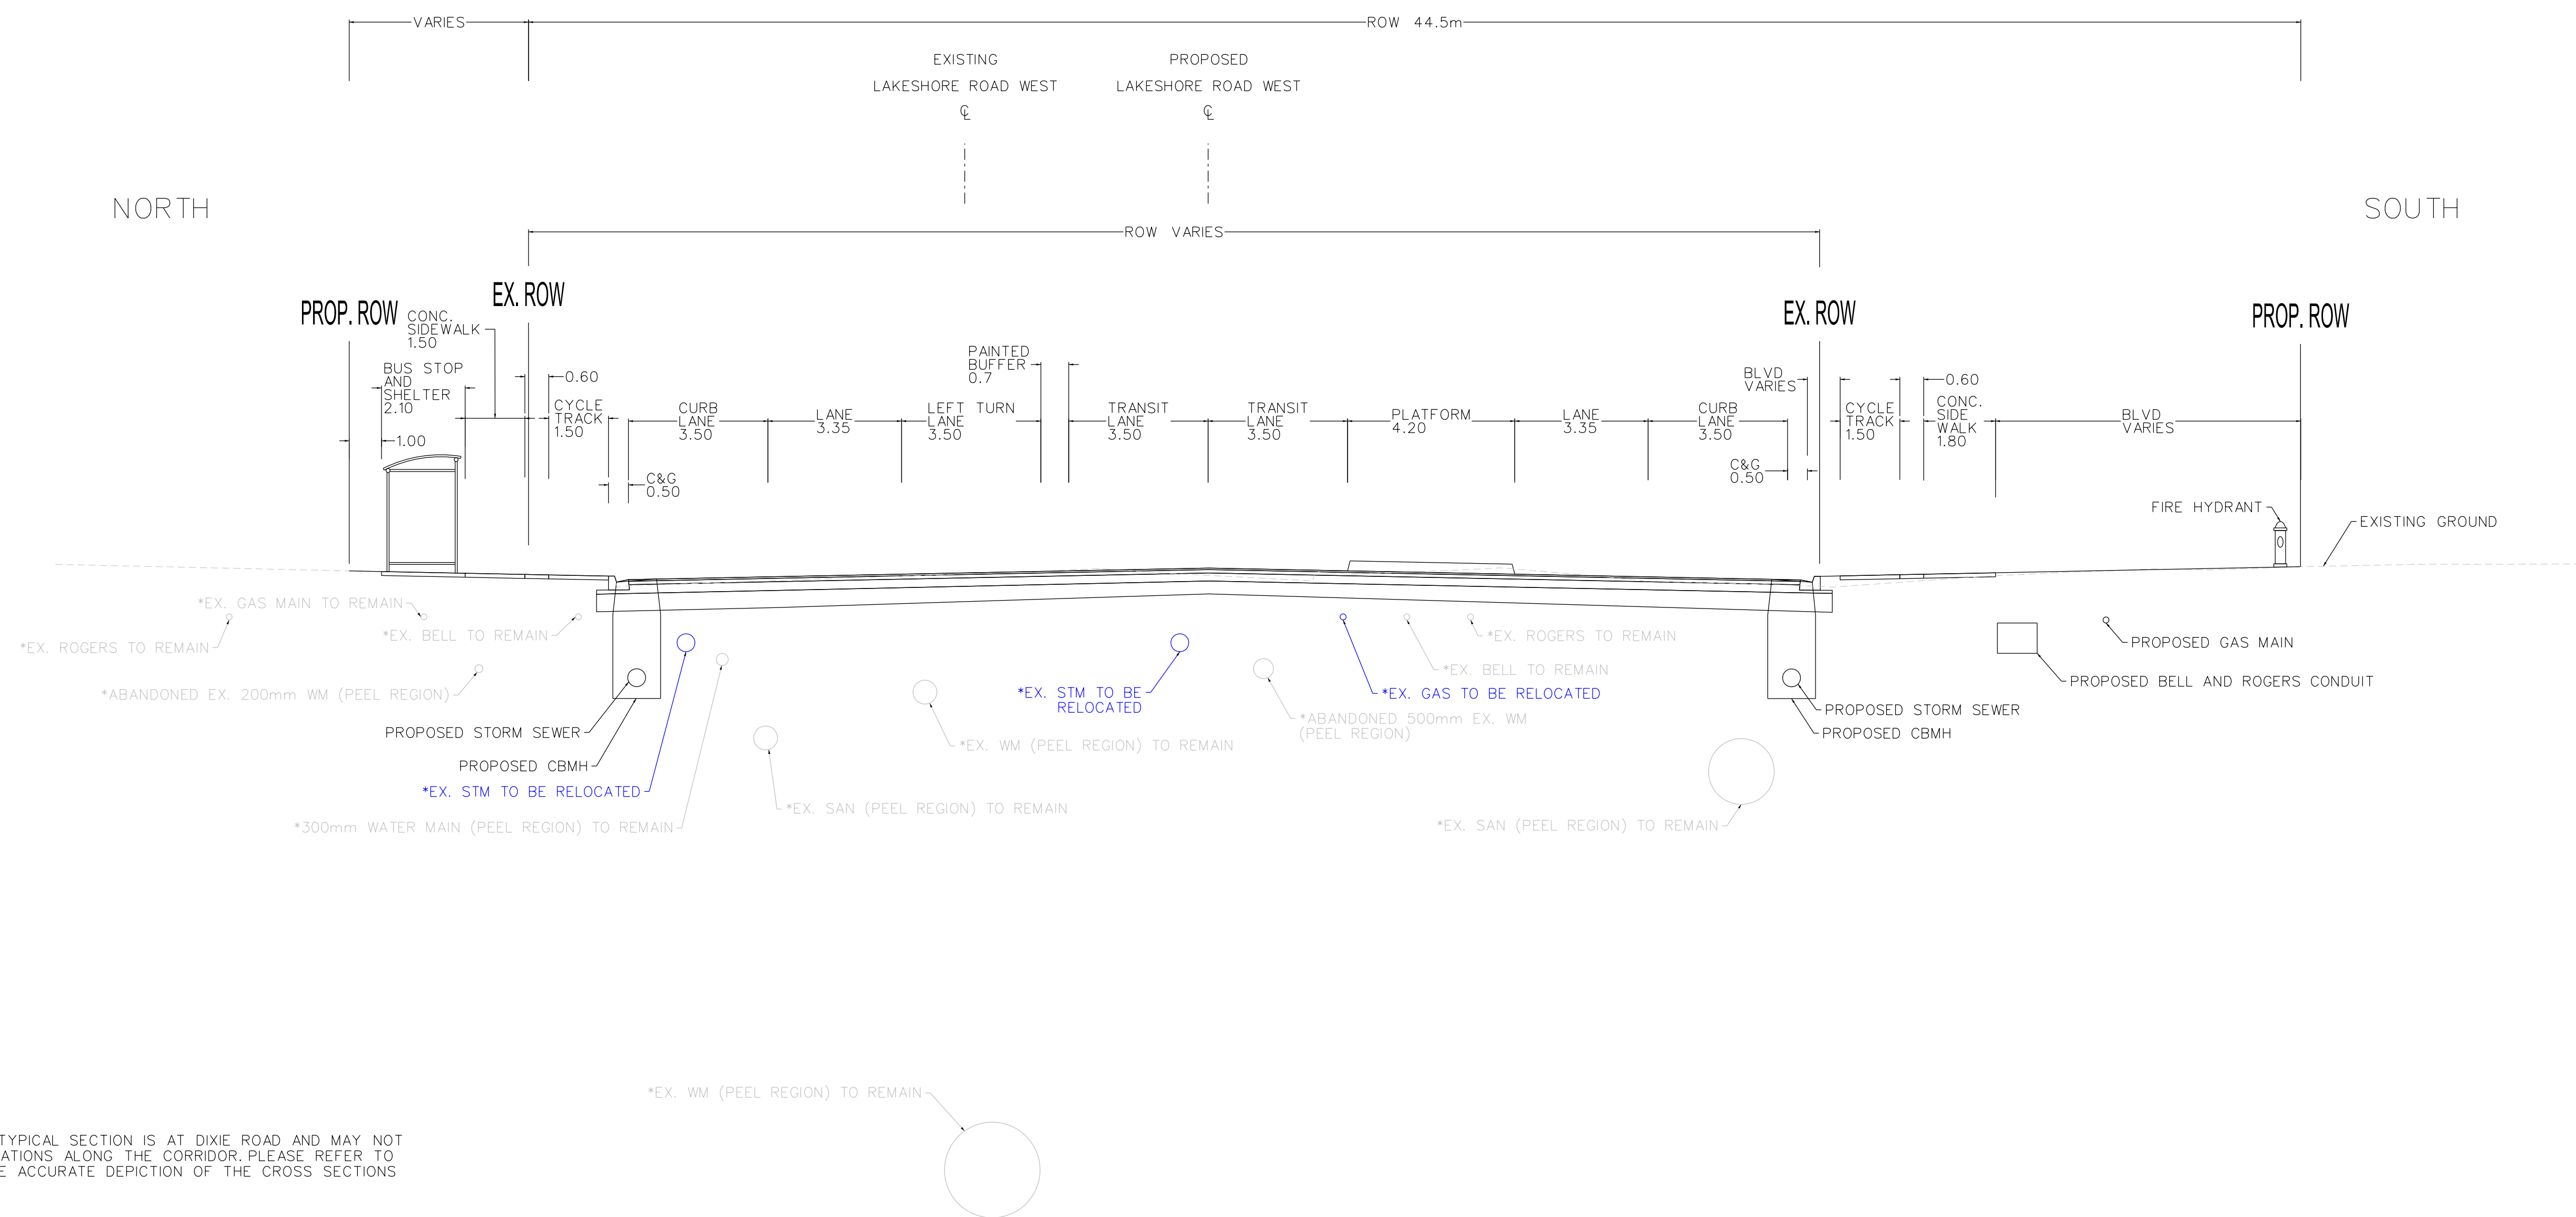 VARIES
ROW 44.5m
EXISTING
LAKESHORE ROAD WEST
℄
PROPOSED
LAKESHORE ROAD WEST
℄
NORTH
SOUTH
ROW VARIES
PROP. ROW
EX. ROW
EX. ROW
PROP. ROW
CONC.
SIDEWALK
1.50
BUS STOP
AND
SHELTER
2.10
1.00
0.60
CYCLE
TRACK
1.50
C&G
0.50
CURB
LANE
3.50
LANE
3.35
LEFT TURN
LANE
3.50
PAINTED
BUFFER
0.7
TRANSIT
LANE
3.50
TRANSIT
LANE
3.50
PLATFORM
4.20
LANE
3.35
CURB
LANE
3.50
C&G
0.50
BLVD
VARIES
CYCLE
TRACK
1.50
0.60
CONC.
SIDE
WALK
1.80
BLVD
VARIES
FIRE HYDRANT
EXISTING GROUND
*EX. GAS MAIN TO REMAIN
*EX. ROGERS TO REMAIN
*EX. BELL TO REMAIN
*ABANDONED EX. 200mm WM (PEEL REGION)
PROPOSED STORM SEWER
PROPOSED CBMH
*EX. STM TO BE RELOCATED
*300mm WATER MAIN (PEEL REGION) TO REMAIN
*EX. SAN (PEEL REGION) TO REMAIN
*EX. WM (PEEL REGION) TO REMAIN
*EX. STM TO BE
RELOCATED
*ABANDONED 500mm EX. WM
(PEEL REGION)
*EX. GAS TO BE RELOCATED
*EX. BELL TO REMAIN
*EX. ROGERS TO REMAIN
*EX. SAN (PEEL REGION) TO REMAIN
PROPOSED STORM SEWER
PROPOSED CBMH
PROPOSED GAS MAIN
PROPOSED BELL AND ROGERS CONDUIT
*EX. WM (PEEL REGION) TO REMAIN
TYPICAL SECTION IS AT DIXIE ROAD AND MAY NOT
ALONG THE CORRIDOR. PLEASE REFER TO
ACCURATE DEPICTION OF THE CROSS SECTIONS